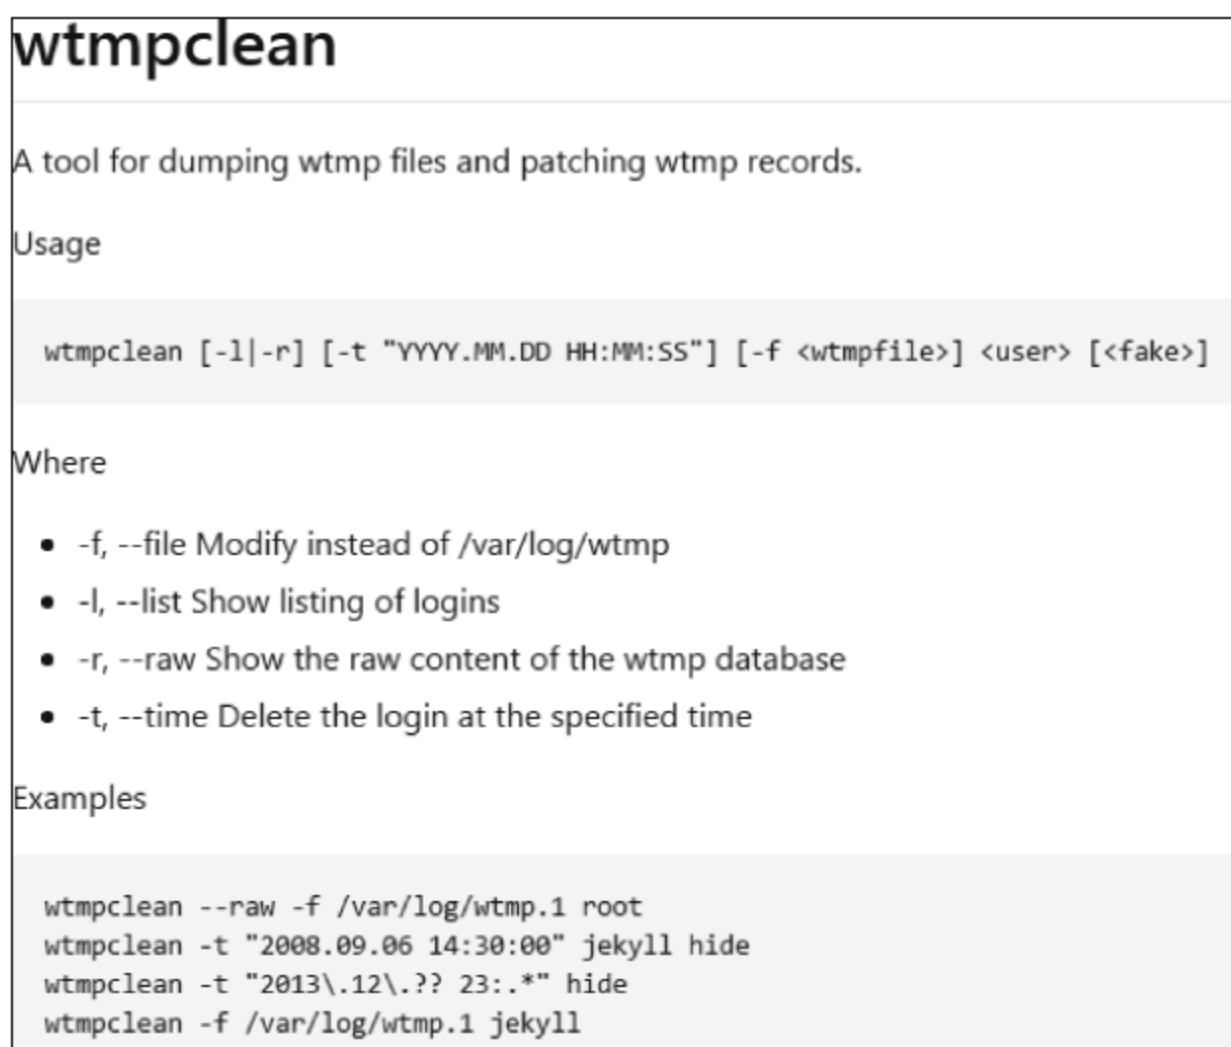 wtmpclean
A tool for dumping wtmp files and patching wtmp records.
Usage
wtmpclean [-l|-r] [-t "YYYY.MM.DD HH:MM:SS"] [-f <wtmpfile>] <user> [<fake>]
Where
• -f, --file Modify instead of /var/log/wtmp
• -l, --list Show listing of logins
• -r, --raw Show the raw content of the wtmp database
• -t, --time Delete the login at the specified time
Examples
wtmpclean --raw -f /var/log/wtmp.1 root
wtmpclean -t "2008.09.06 14:30:00" jekyll hide
wtmpclean -t "2013\.12\.?? 23:.*" hide
wtmpclean -f /var/log/wtmp.1 jekyll